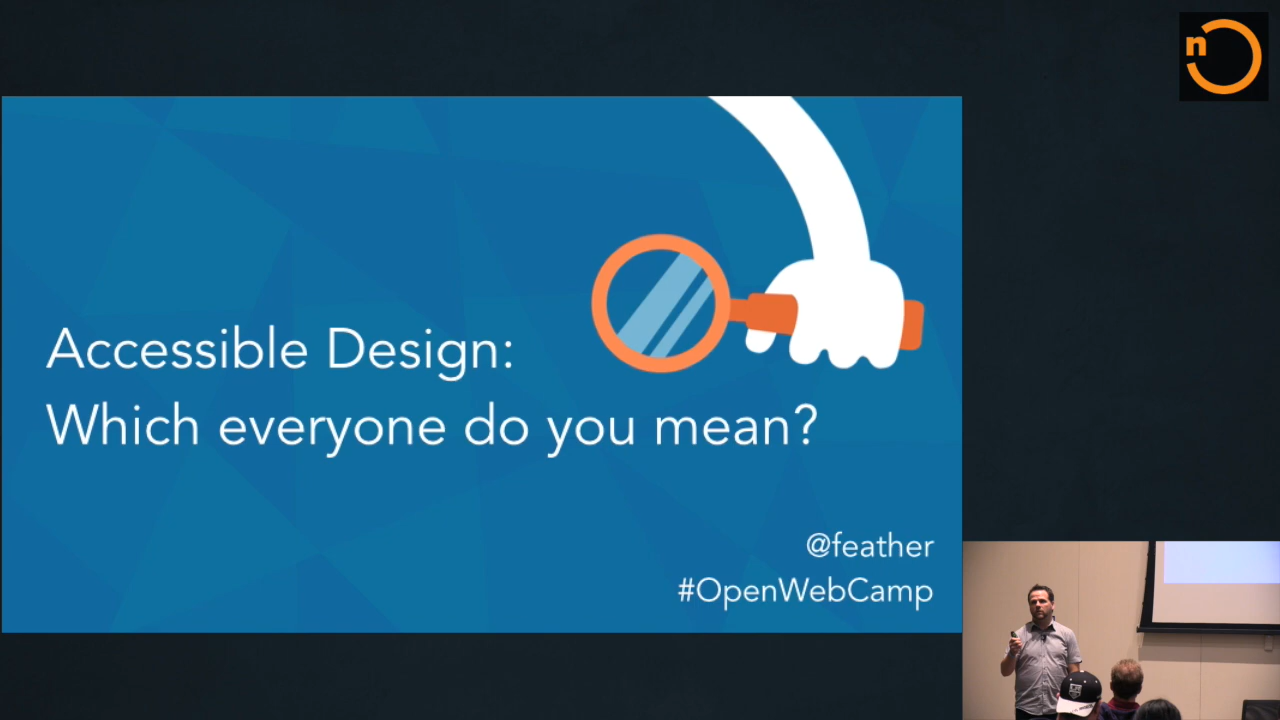 n
Accessible Design:
Which everyone do you mean?
@feather
#OpenWebCamp